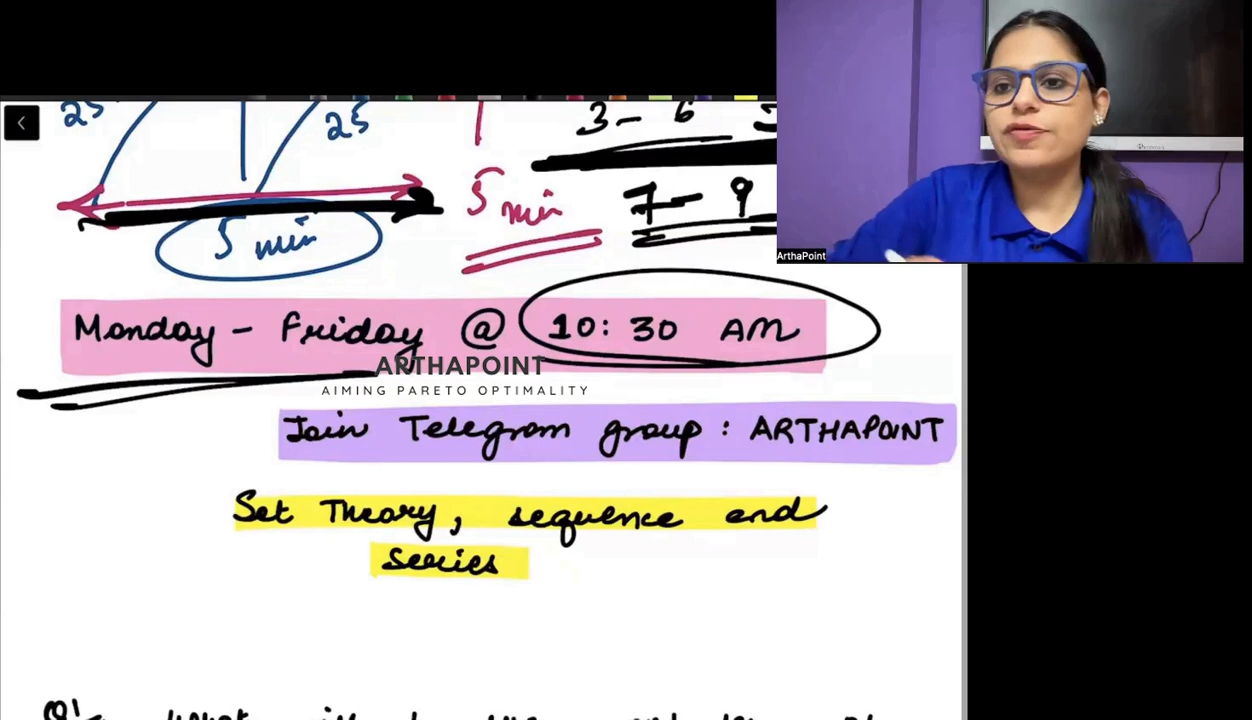 25
25
3 - 6
5 min
5 min
7 - 9
Monday - Friday @ 10:30 AM
ARTHAPOINT
AIMING PARETO OPTIMALITY
Join Telegram group : ARTHAPOINT
Set Theory, sequence and
series
ArthaPoint